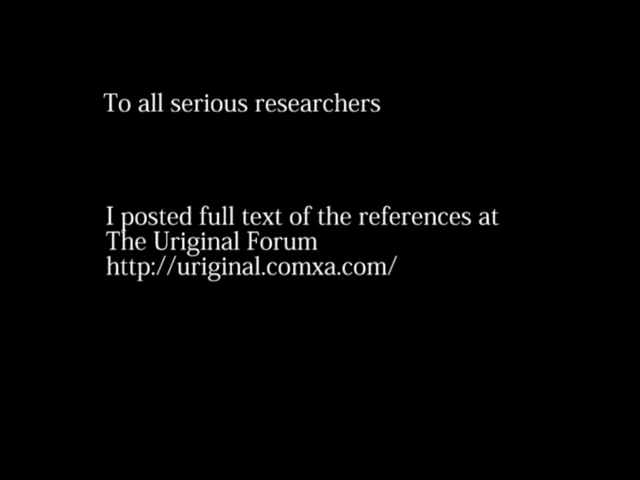 To all serious researchers
I posted full text of the references at
The Uriginal Forum
http://uriginal.comxa.com/